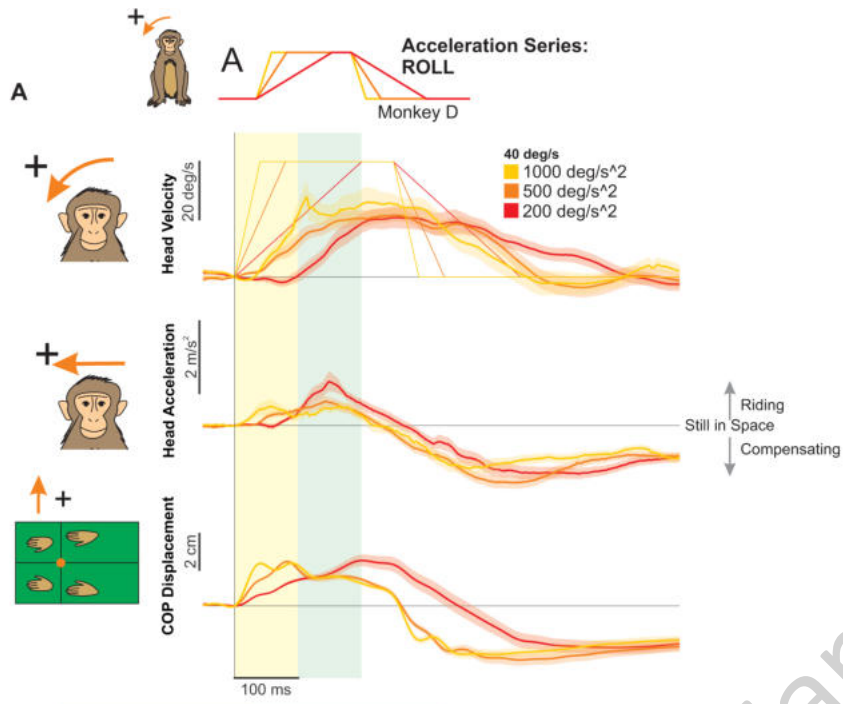 +
A
Acceleration Series:
ROLL
A
Monkey D
+
Head Velocity
20 deg/s
40 deg/s
1000 deg/s^2
500 deg/s^2
200 deg/s^2
+
Head Acceleration
2 m/s²
Riding
Still in Space
Compensating
+
COP Displacement
2 cm
100 ms